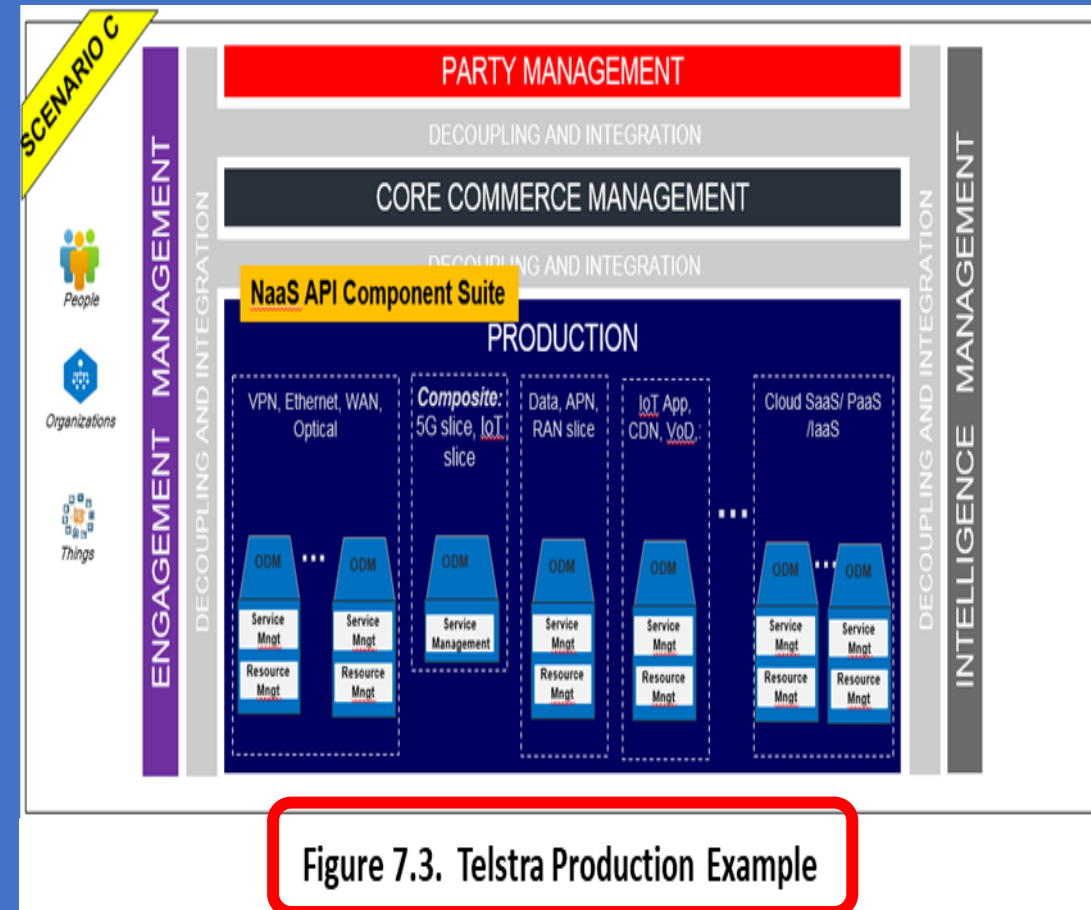 SCENARIO C
People
Organizations
Things
ENGAGEMENT MANAGEMENT
DECOUPLING AND INTEGRATION
PARTY MANAGEMENT
DECOUPLING AND INTEGRATION
CORE COMMERCE MANAGEMENT
DECOUPLING AND INTEGRATION
NaaS API Component Suite
PRODUCTION
VPN, Ethernet, WAN,
Optical
ODM
...
ODM
Service
Mngt
Resource
Mngt
Service
Mngt
Resource
Mngt
Composite:
5G slice, IoT
slice
ODM
Service
Management
Data, APN,
RAN slice
ODM
Service
Mngt
Resource
Mngt
IoT App,
CDN, VoD,:
ODM
Service
Mngt
Resource
Mngt
...
Cloud SaaS/ PaaS
/IaaS
ODM
...
ODM
Service
Mngt
Resource
Mngt
Service
Mngt
Resource
Mngt
DECOUPLING AND INTEGRATION
INTELLIGENCE MANAGEMENT
Figure 7.3. Telstra Production Example